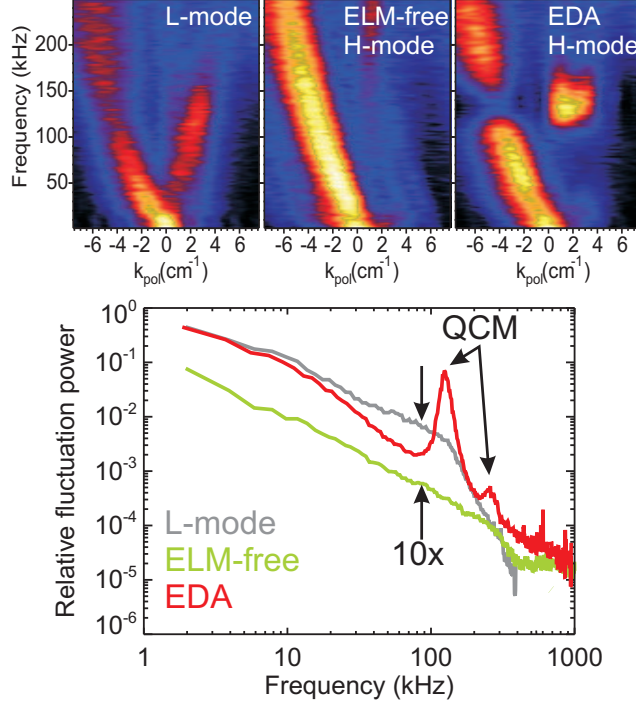 L-mode
ELM-free
H-mode
EDA
H-mode
Frequency (kHz)
200
150
100
50
-6 -4 -2 0 2 4 6
-6 -4 -2 0 2 4 6
-6 -4 -2 0 2 4 6
k_pol(cm⁻¹)
k_pol(cm⁻¹)
k_pol(cm⁻¹)
Relative fluctuation power
10⁰
10⁻¹
10⁻²
10⁻³
10⁻⁴
10⁻⁵
10⁻⁶
QCM
10x
L-mode
ELM-free
EDA
1 10 100 1000
Frequency (kHz)